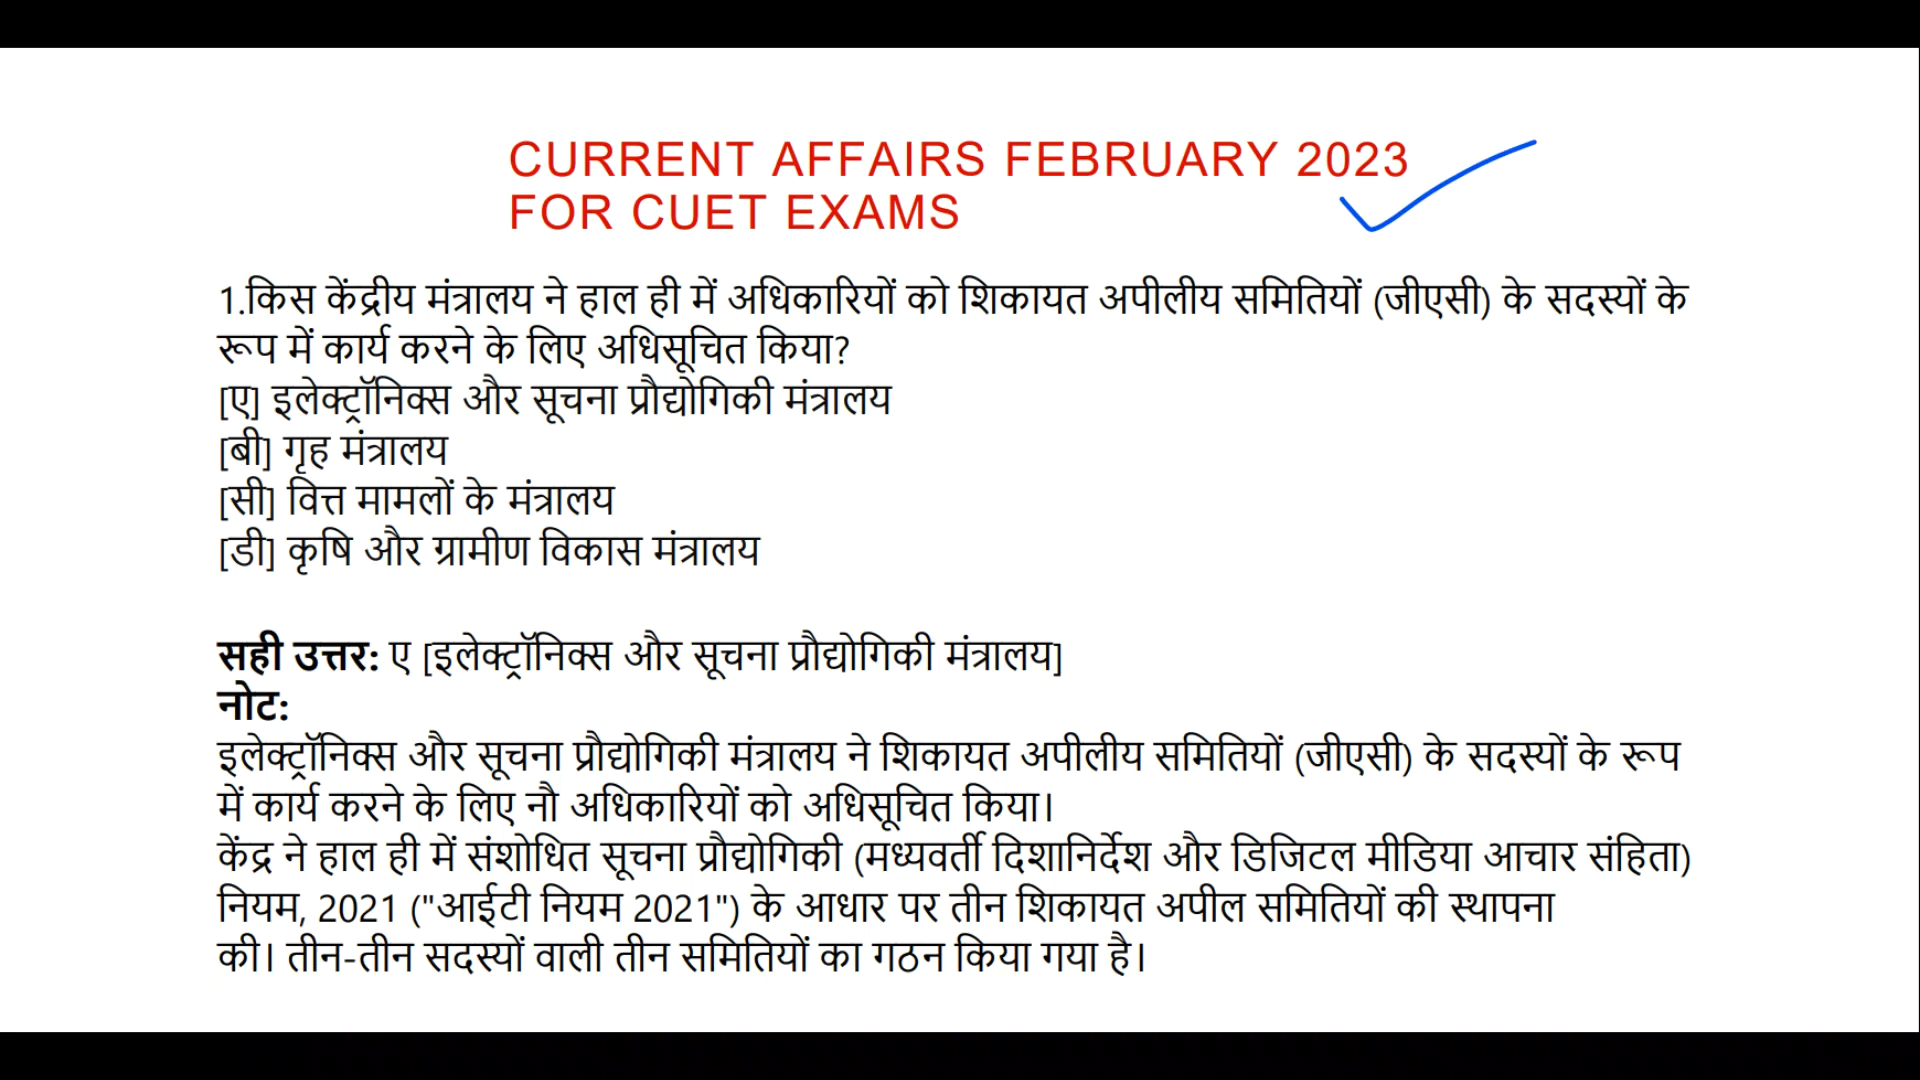 CURRENT AFFAIRS FEBRUARY 2023
FOR CUET EXAMS
1.किस केंद्रीय मंत्रालय ने हाल ही में अधिकारियों को शिकायत अपीलीय समितियों (जीएसी) के सदस्यों के
रूप में कार्य करने के लिए अधिसूचित किया?
[ए] इलेक्ट्रॉनिक्स और सूचना प्रौद्योगिकी मंत्रालय
[बी] गृह मंत्रालय
[सी] वित्त मामलों के मंत्रालय
[डी] कृषि और ग्रामीण विकास मंत्रालय
सही उत्तर: ए [इलेक्ट्रॉनिक्स और सूचना प्रौद्योगिकी मंत्रालय]
नोट:
इलेक्ट्रॉनिक्स और सूचना प्रौद्योगिकी मंत्रालय ने शिकायत अपीलीय समितियों (जीएसी) के सदस्यों के रूप
में कार्य करने के लिए नौ अधिकारियों को अधिसूचित किया।
केंद्र ने हाल ही में संशोधित सूचना प्रौद्योगिकी (मध्यवर्ती दिशानिर्देश और डिजिटल मीडिया आचार संहिता)
नियम, 2021 ("आईटी नियम 2021") के आधार पर तीन शिकायत अपील समितियों की स्थापना
की। तीन-तीन सदस्यों वाली तीन समितियों का गठन किया गया है।